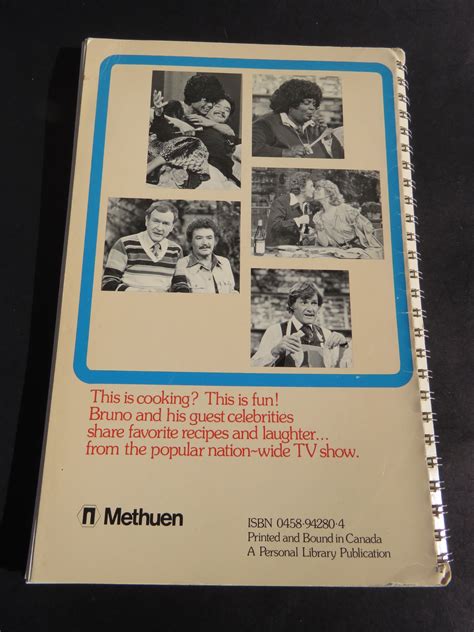 This is cooking? This is fun!
Bruno and his guest celebrities
share favorite recipes and laughter...
from the popular nation-wide TV show.
Methuen
ISBN 0458·94280·4
Printed and Bound in Canada
A Personal Library Publication